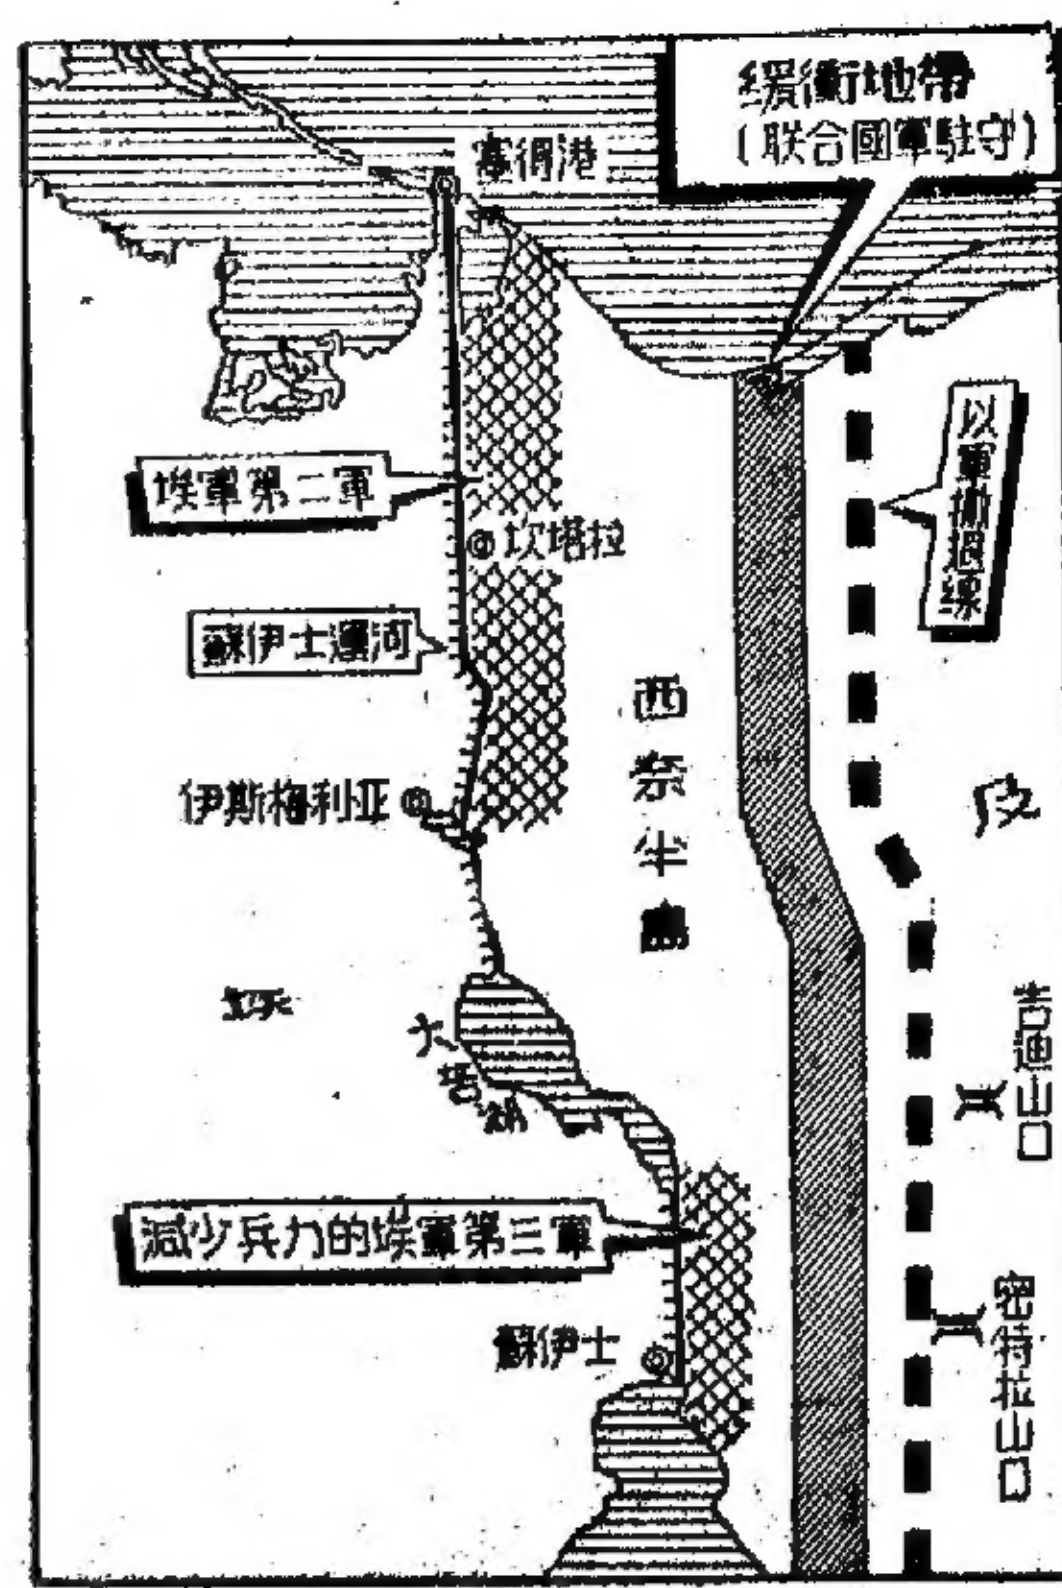 緩衝地帶
(联合國軍駐守)
塞得港
以軍撤退線
埃軍第二軍
坎塔拉
蘇伊士運河
西奈半島
伊斯梅利亚
埃
及
大苦湖
吉迪山口
減少兵力的埃軍第三軍
蘇伊士
密特拉山口